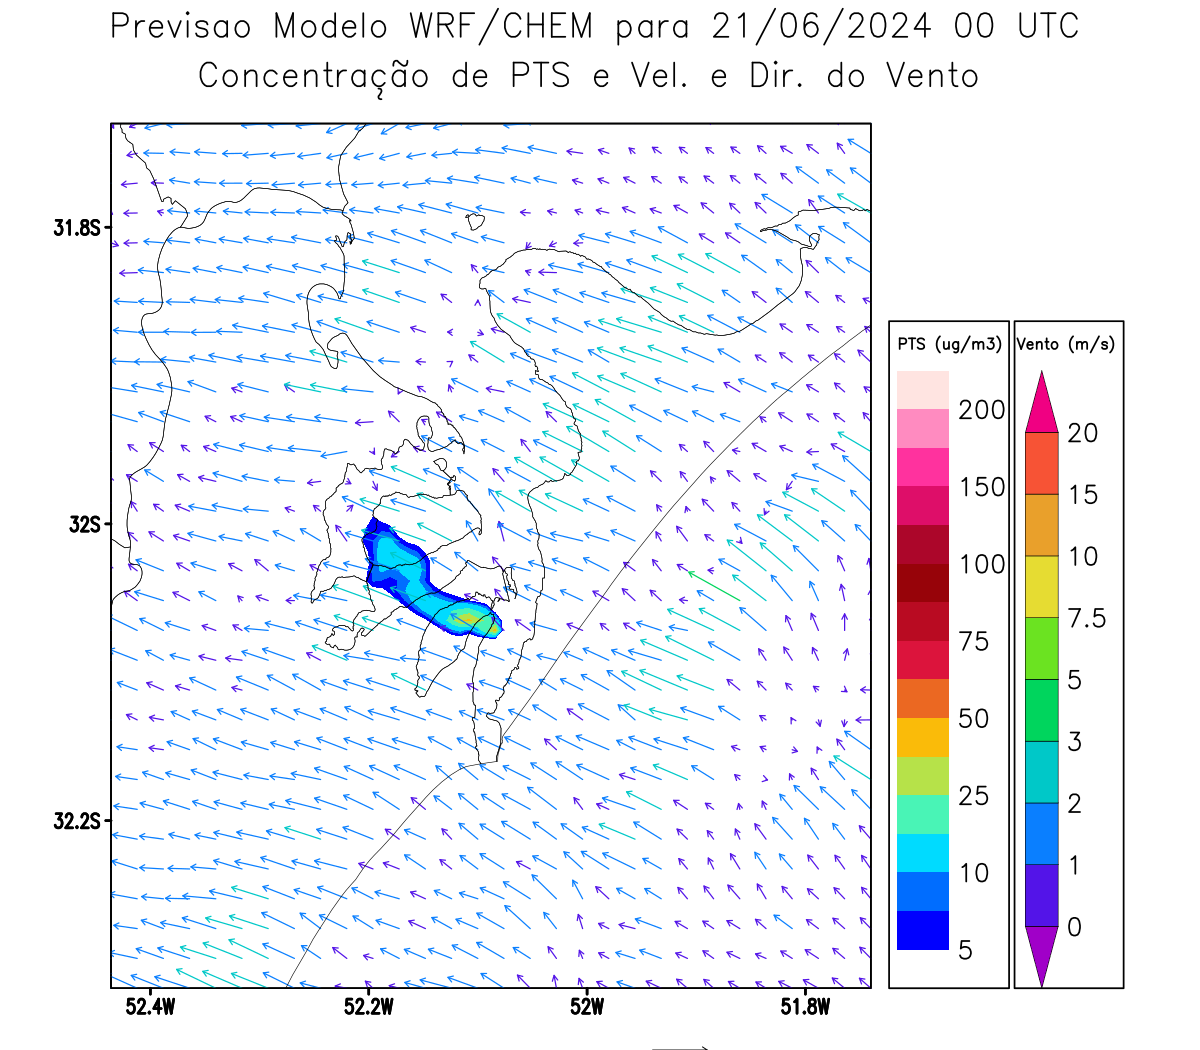 Previsao Modelo WRF/CHEM para 21/06/2024 00 UTC
Concentração de PTS e Vel. e Dir. do Vento
31.8S
32S
32.2S
52.4W
52.2W
52W
51.8W
PTS (ug/m3)
200
150
100
75
50
25
10
5
Vento (m/s)
20
15
10
7.5
5
3
2
1
0